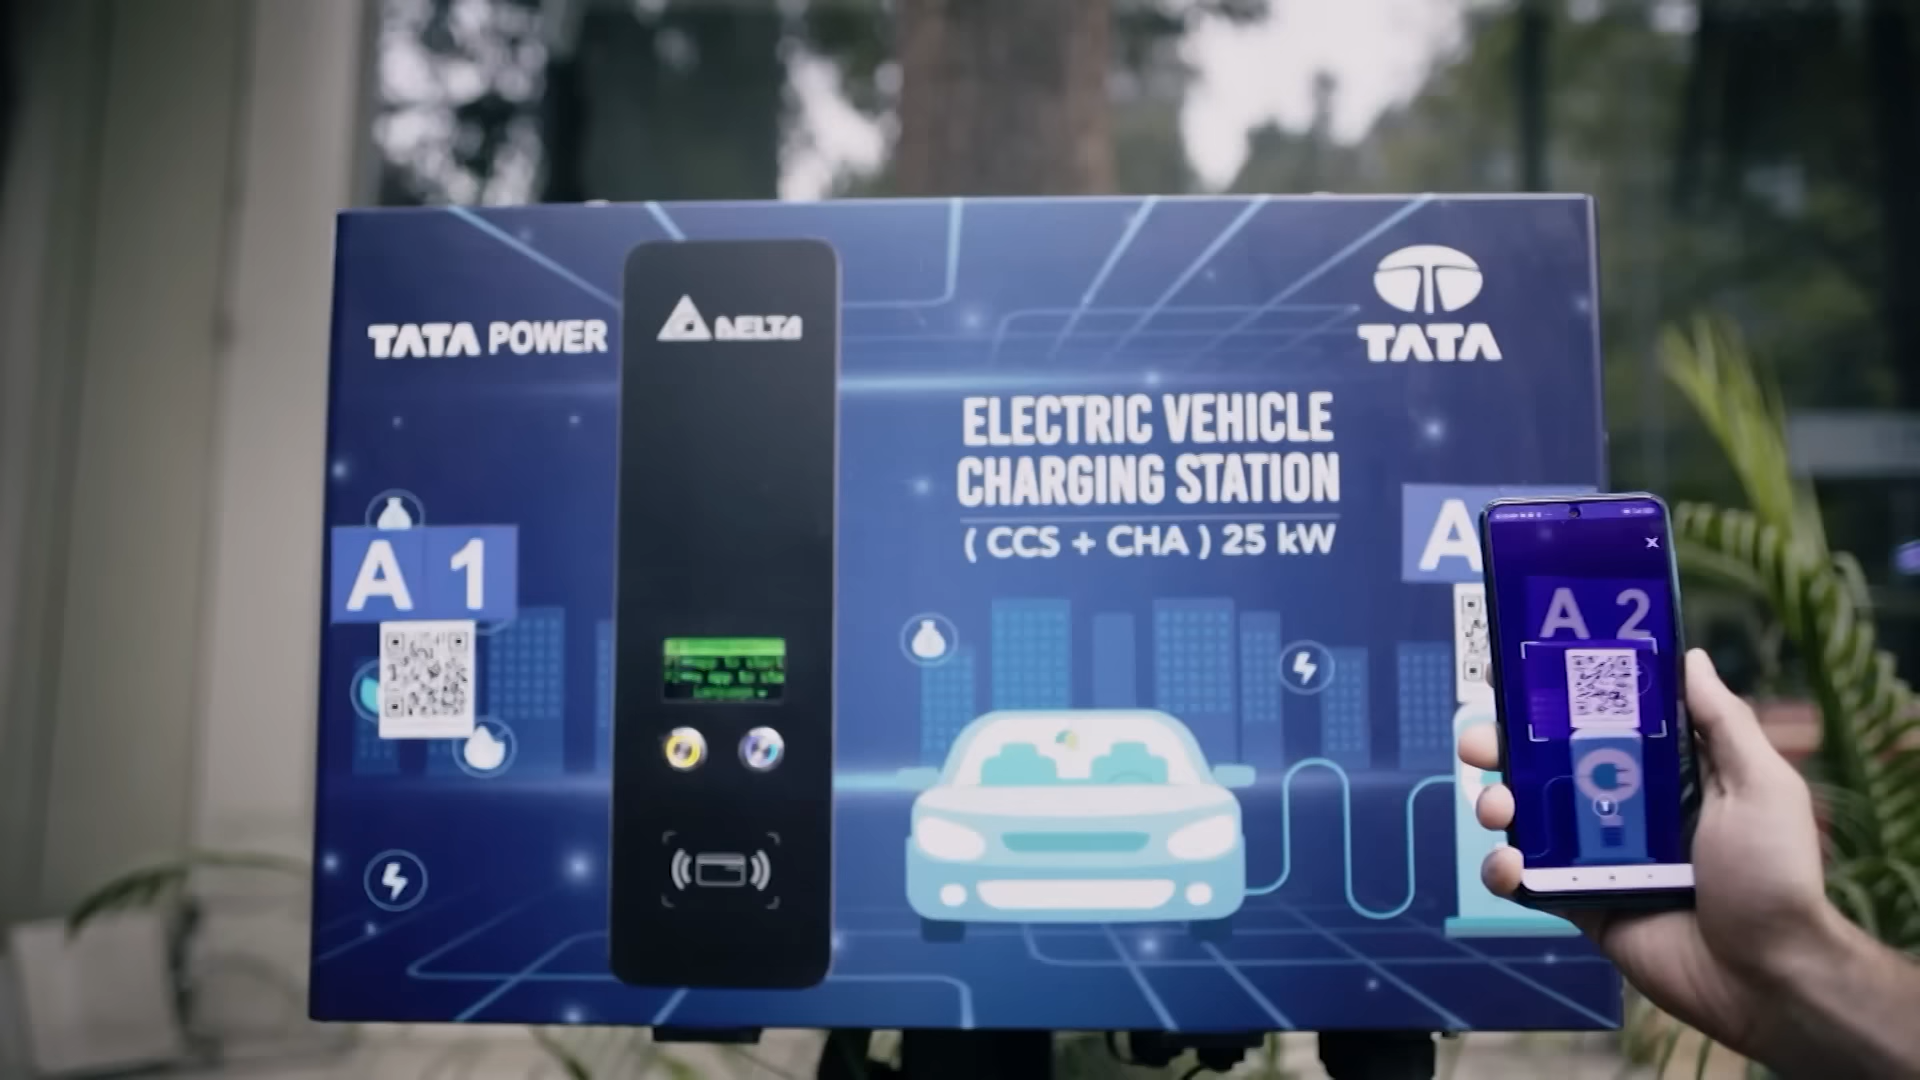 TATA POWER
DELTA
TATA
ELECTRIC VEHICLE
CHARGING STATION
( CCS + CHA ) 25 kW
A 1
A
A 2